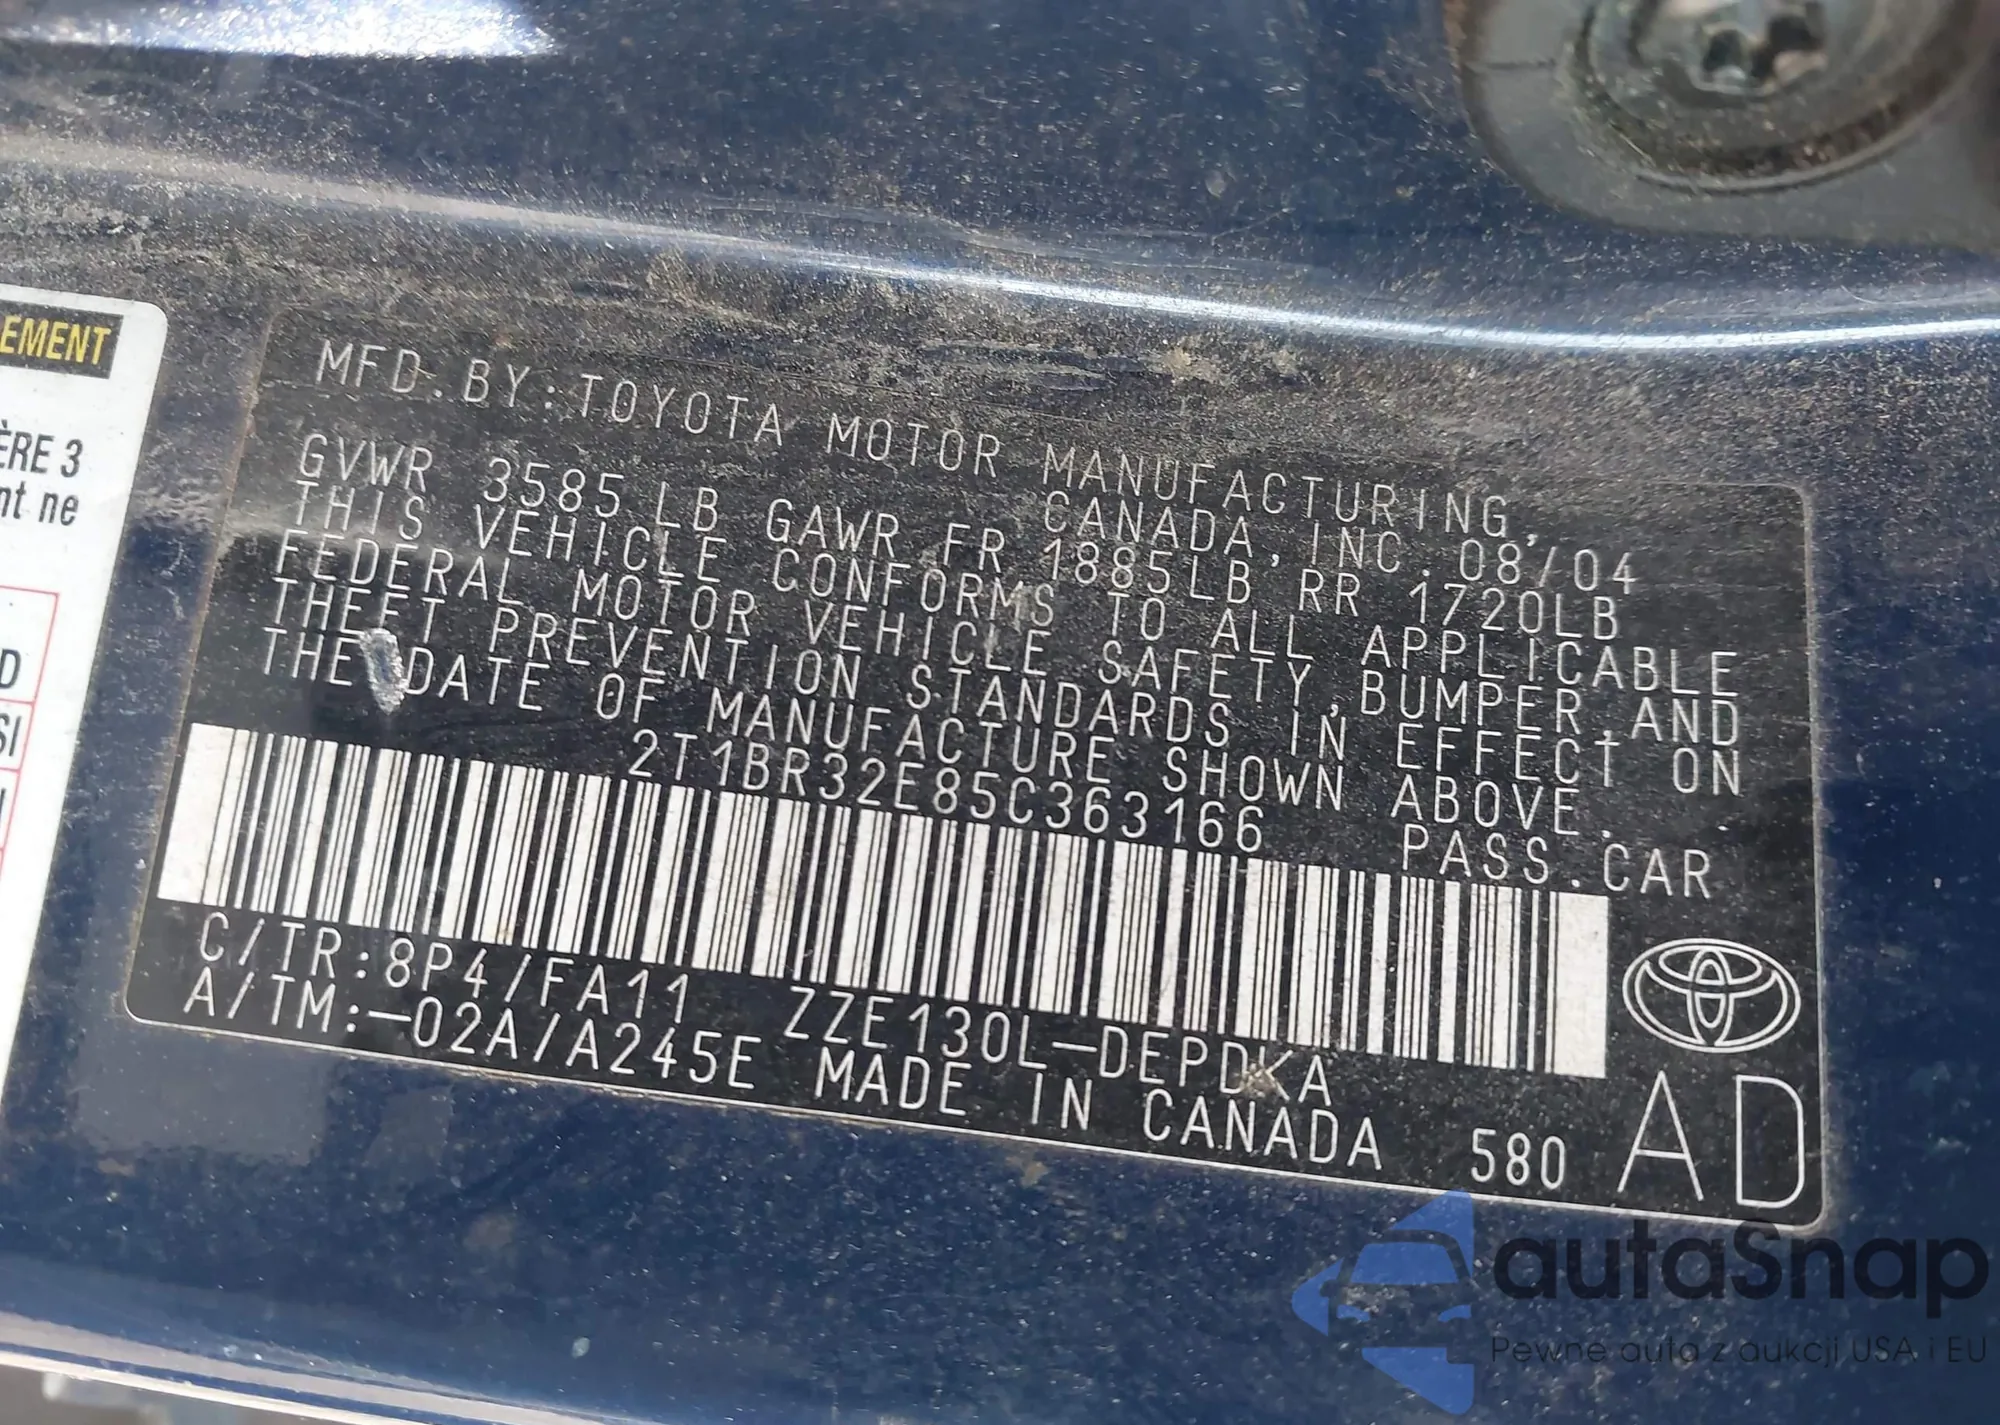 EMENT
ÈRE 3
nt ne
D
SI
MFD.BY:TOYOTA MOTOR MANUFACTURING,
CANADA, INC. 08/04
GVWR 3585LB GAWR FR 1885LB RR 1720LB
THIS VEHICLE CONFORMS TO ALL APPLICABLE
FEDERAL MOTOR VEHICLE SAFETY,BUMPER,AND
THEFT PREVENTION STANDARDS IN EFFECT ON
THE DATE OF MANUFACTURE SHOWN ABOVE.
2T1BR32E85C363166 PASS.CAR
C/TR:8P4/FA11 ZZE130L-DEPDKA
A/TM:-02A/A245E MADE IN CANADA 580 AD
autoSnap
Pewne auta z aukcji USA i EU